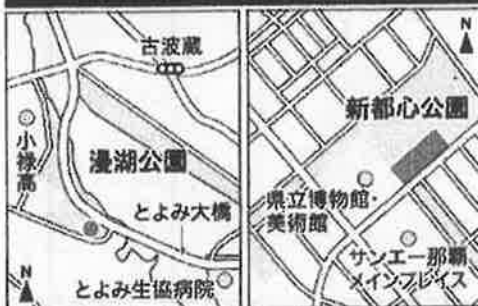 古波蔵
小禄高
漫湖公園
とよみ大橋
とよみ生協病院
N
N
新都心公園
県立博物館・
美術館
サンエー那覇
メインプレイス